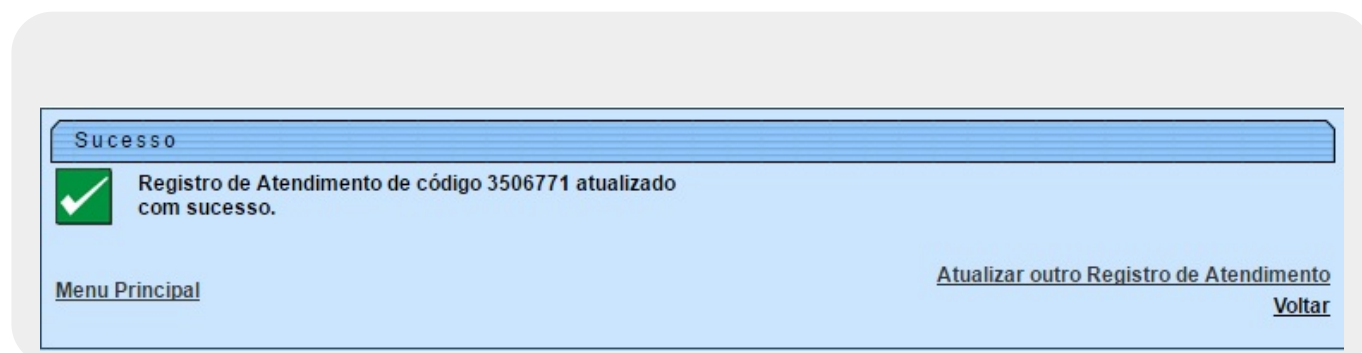 Sucesso
Registro de Atendimento de código 3506771 atualizado
com sucesso.
Atualizar outro Registro de Atendimento
Menu Principal
Voltar